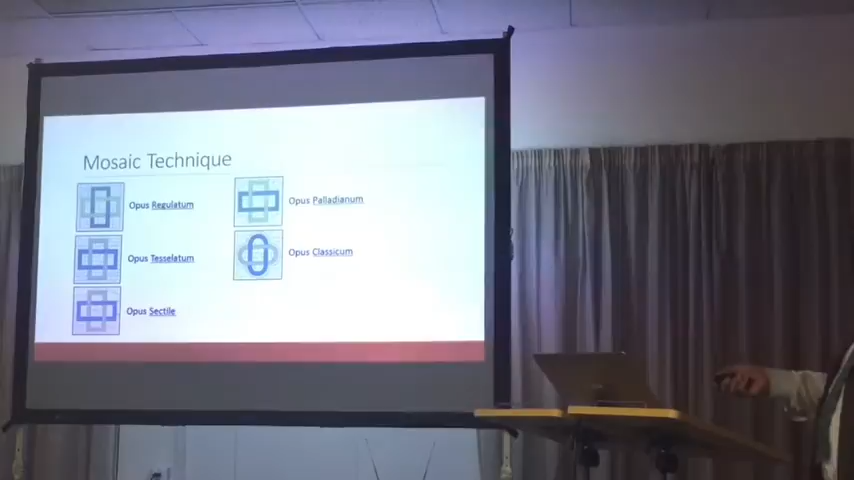 Mosaic Technique
Opus Regulatum
Opus Tesselatum
Opus Sectile
Opus Palladianum
Opus Classicum